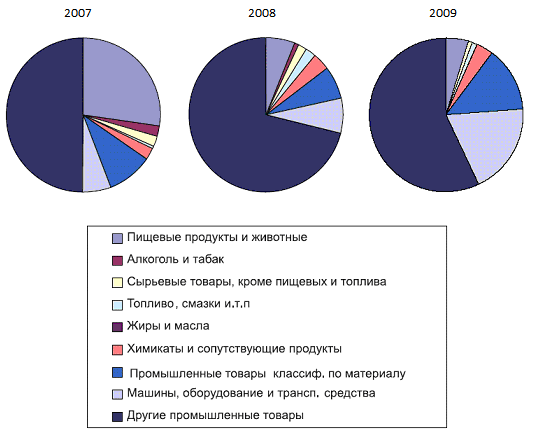 2007 2008 2009
Пищевые продукты и животные
Алкоголь и табак
Сырьевые товары, кроме пищевых и топлива
Топливо, смазки и.т.п
Жиры и масла
Химикаты и сопутствующие продукты
Промышленные товары классиф. по материалу
Машины, оборудование и трансп. средства
Другие промышленные товары